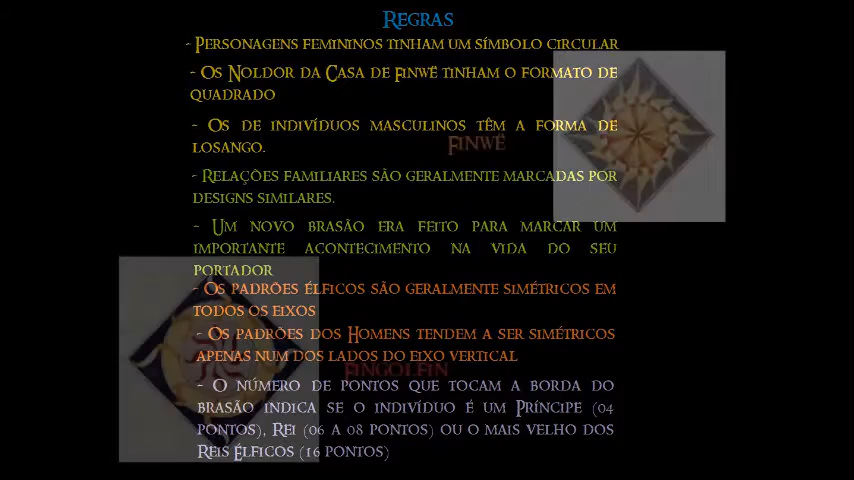 Regras
- Personagens femininos tinham um símbolo circular
- Os Noldor da Casa de Finwë tinham o formato de
quadrado
- Os de indivíduos masculinos têm a forma de
losango.
Finwë
- Relações familiares são geralmente marcadas por
designs similares.
- Um novo brasão era feito para marcar um
importante acontecimento na vida do seu
portador
- Os padrões élficos são geralmente simétricos em
todos os eixos
- Os padrões dos Homens tendem a ser simétricos
apenas num dos lados do eixo vertical
Fingolfin
- O número de pontos que tocam a borda do
brasão indica se o indivíduo é um Príncipe (04
pontos), Rei (06 a 08 pontos) ou o mais velho dos
Reis Élficos (16 pontos)